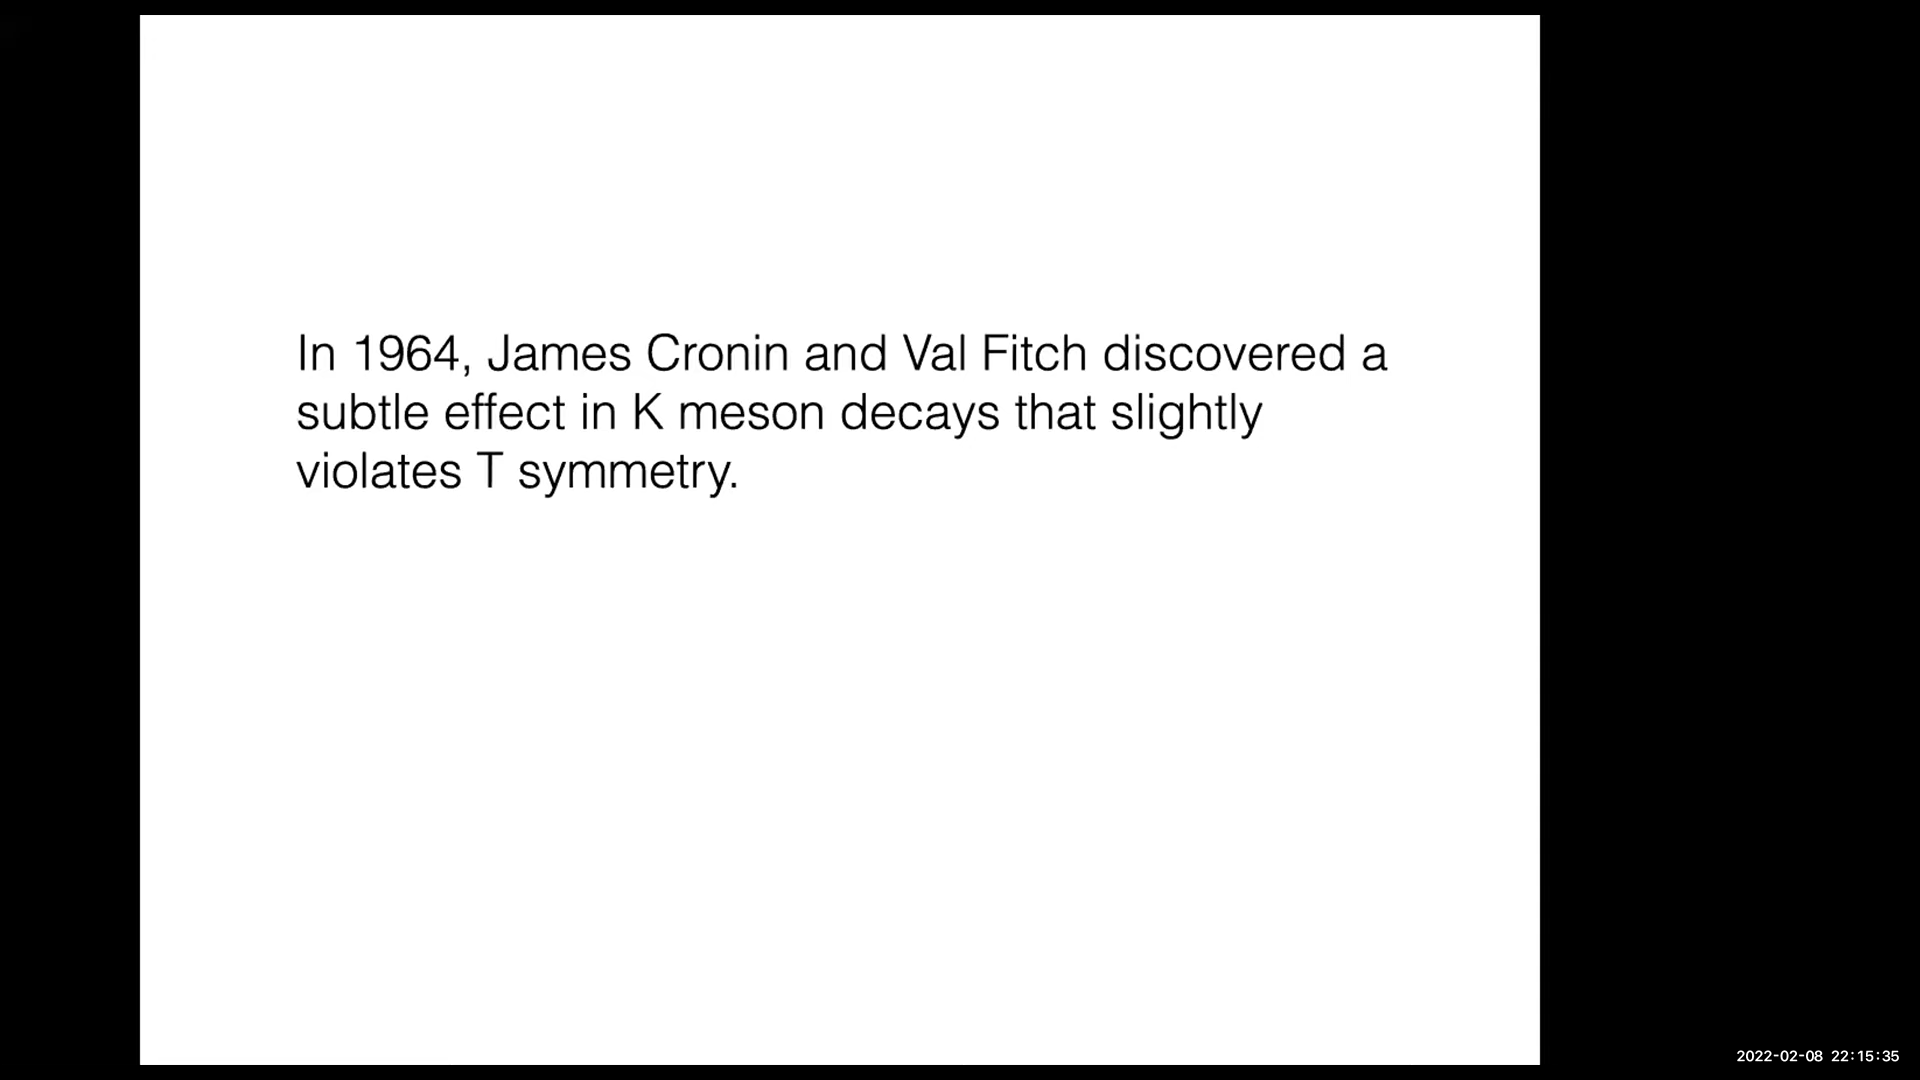 In 1964, James Cronin and Val Fitch discovered a
subtle effect in K meson decays that slightly
violates T symmetry.
2022-02-08 22:15:35